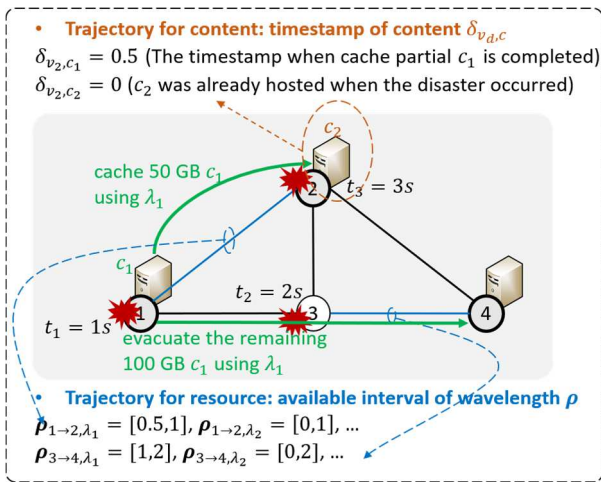 • Trajectory for content: timestamp of content δ_{v_d,c}
δ_{v_2,c_1} = 0.5 (The timestamp when cache partial c_1 is completed)
δ_{v_2,c_2} = 0 (c_2 was already hosted when the disaster occurred)
c_2
cache 50 GB c_1
using λ_1
2
t_3 = 3s
c_1
t_2 = 2s
1
3
4
t_1 = 1s
evacuate the remaining
100 GB c_1 using λ_1
• Trajectory for resource: available interval of wavelength ρ
ρ_{1→2,λ_1} = [0.5,1], ρ_{1→2,λ_2} = [0,1], ...
ρ_{3→4,λ_1} = [1,2], ρ_{3→4,λ_2} = [0,2], ...